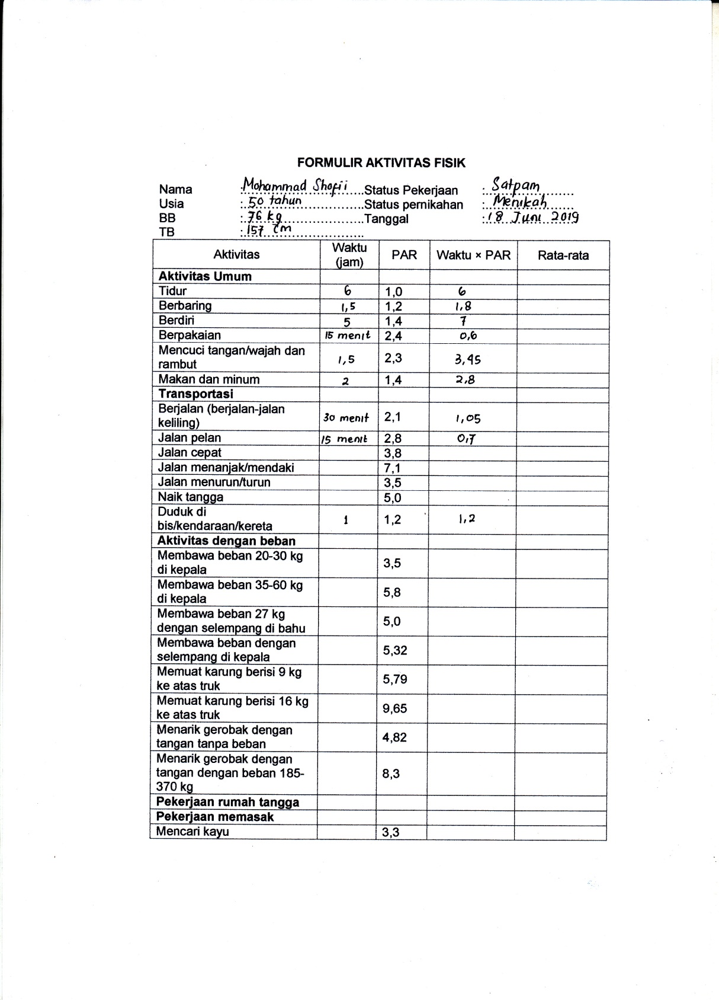 FORMULIR AKTIVITAS FISIK
Nama : Mohammad Shofii Status Pekerjaan : Satpam
Usia : 50 tahun Status pernikahan : Menikah
BB : 76 kg Tanggal : 18 Juni 2019
TB : 157 cm
Aktivitas Waktu (jam) PAR Waktu × PAR Rata-rata
Aktivitas Umum
Tidur 6 1,0 6
Berbaring 1,5 1,2 1,8
Berdiri 5 1,4 7
Berpakaian 15 menit 2,4 0,6
Mencuci tangan/wajah dan
rambut 1,5 2,3 3,45
Makan dan minum 2 1,4 2,8
Transportasi
Berjalan (berjalan-jalan
keliling) 30 menit 2,1 1,05
Jalan pelan 15 menit 2,8 0,7
Jalan cepat 3,8
Jalan menanjak/mendaki 7,1
Jalan menurun/turun 3,5
Naik tangga 5,0
Duduk di
bis/kendaraan/kereta 1 1,2 1,2
Aktivitas dengan beban
Membawa beban 20-30 kg
di kepala 3,5
Membawa beban 35-60 kg
di kepala 5,8
Membawa beban 27 kg
dengan selempang di bahu 5,0
Membawa beban dengan
selempang di kepala 5,32
Memuat karung berisi 9 kg
ke atas truk 5,79
Memuat karung berisi 16 kg
ke atas truk 9,65
Menarik gerobak dengan
tangan tanpa beban 4,82
Menarik gerobak dengan
tangan dengan beban 185-
370 kg 8,3
Pekerjaan rumah tangga
Pekerjaan memasak
Mencari kayu 3,3